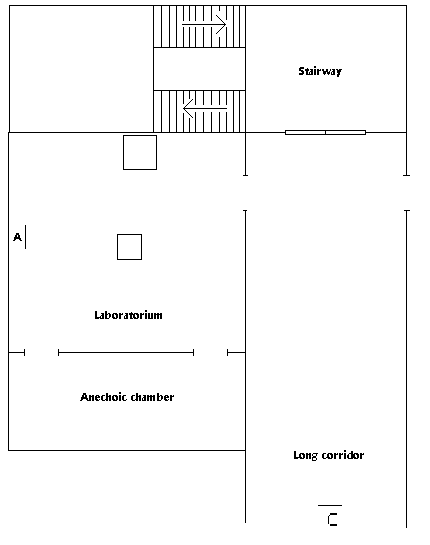 Stairway
A
Laboratorium
Anechoic chamber
Long corridor
C